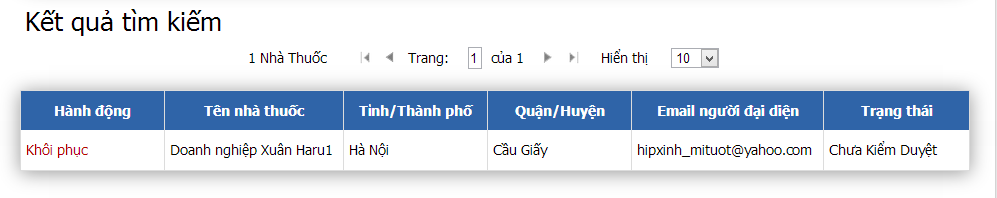 Kết quả tìm kiếm
1 Nhà Thuốc Trang: 1 của 1 Hiển thị 10
Hành động Tên nhà thuốc Tỉnh/Thành phố Quận/Huyện Email người đại diện Trạng thái
Khôi phục Doanh nghiệp Xuân Haru1 Hà Nội Cầu Giấy hipxinh_mituot@yahoo.com Chưa Kiểm Duyệt